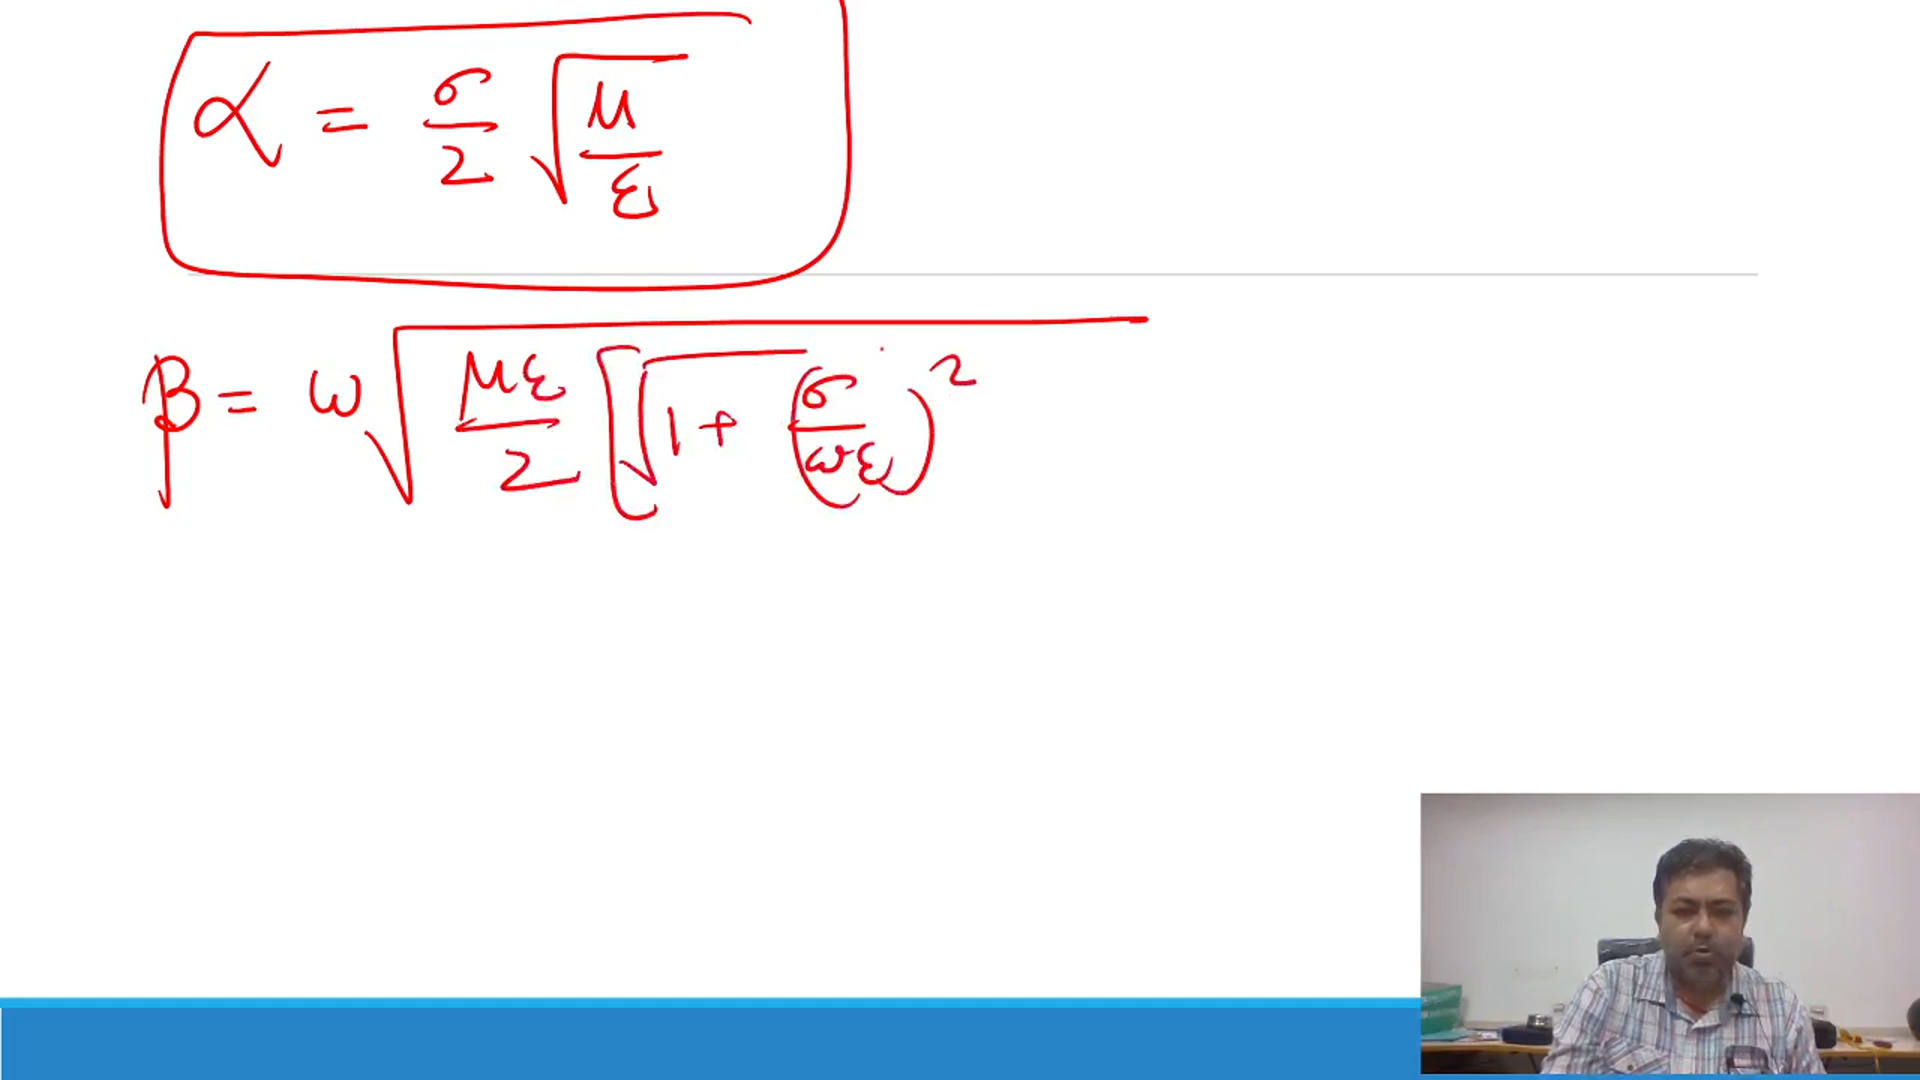 α = σ/2 √(μ/ε)
β = ω √(με/2 [√(1 + (σ/ωε)²